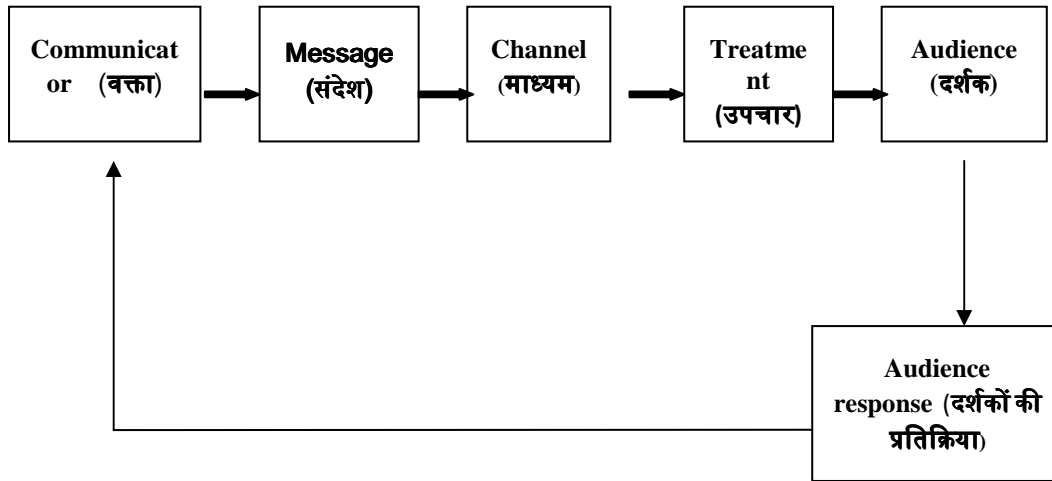 Communicat
or (वक्ता)
Message
(संदेश)
Channel
(माध्यम)
Treatme
nt
(उपचार)
Audience
(दर्शक)
Audience
response (दर्शकों की
प्रतिक्रिया)